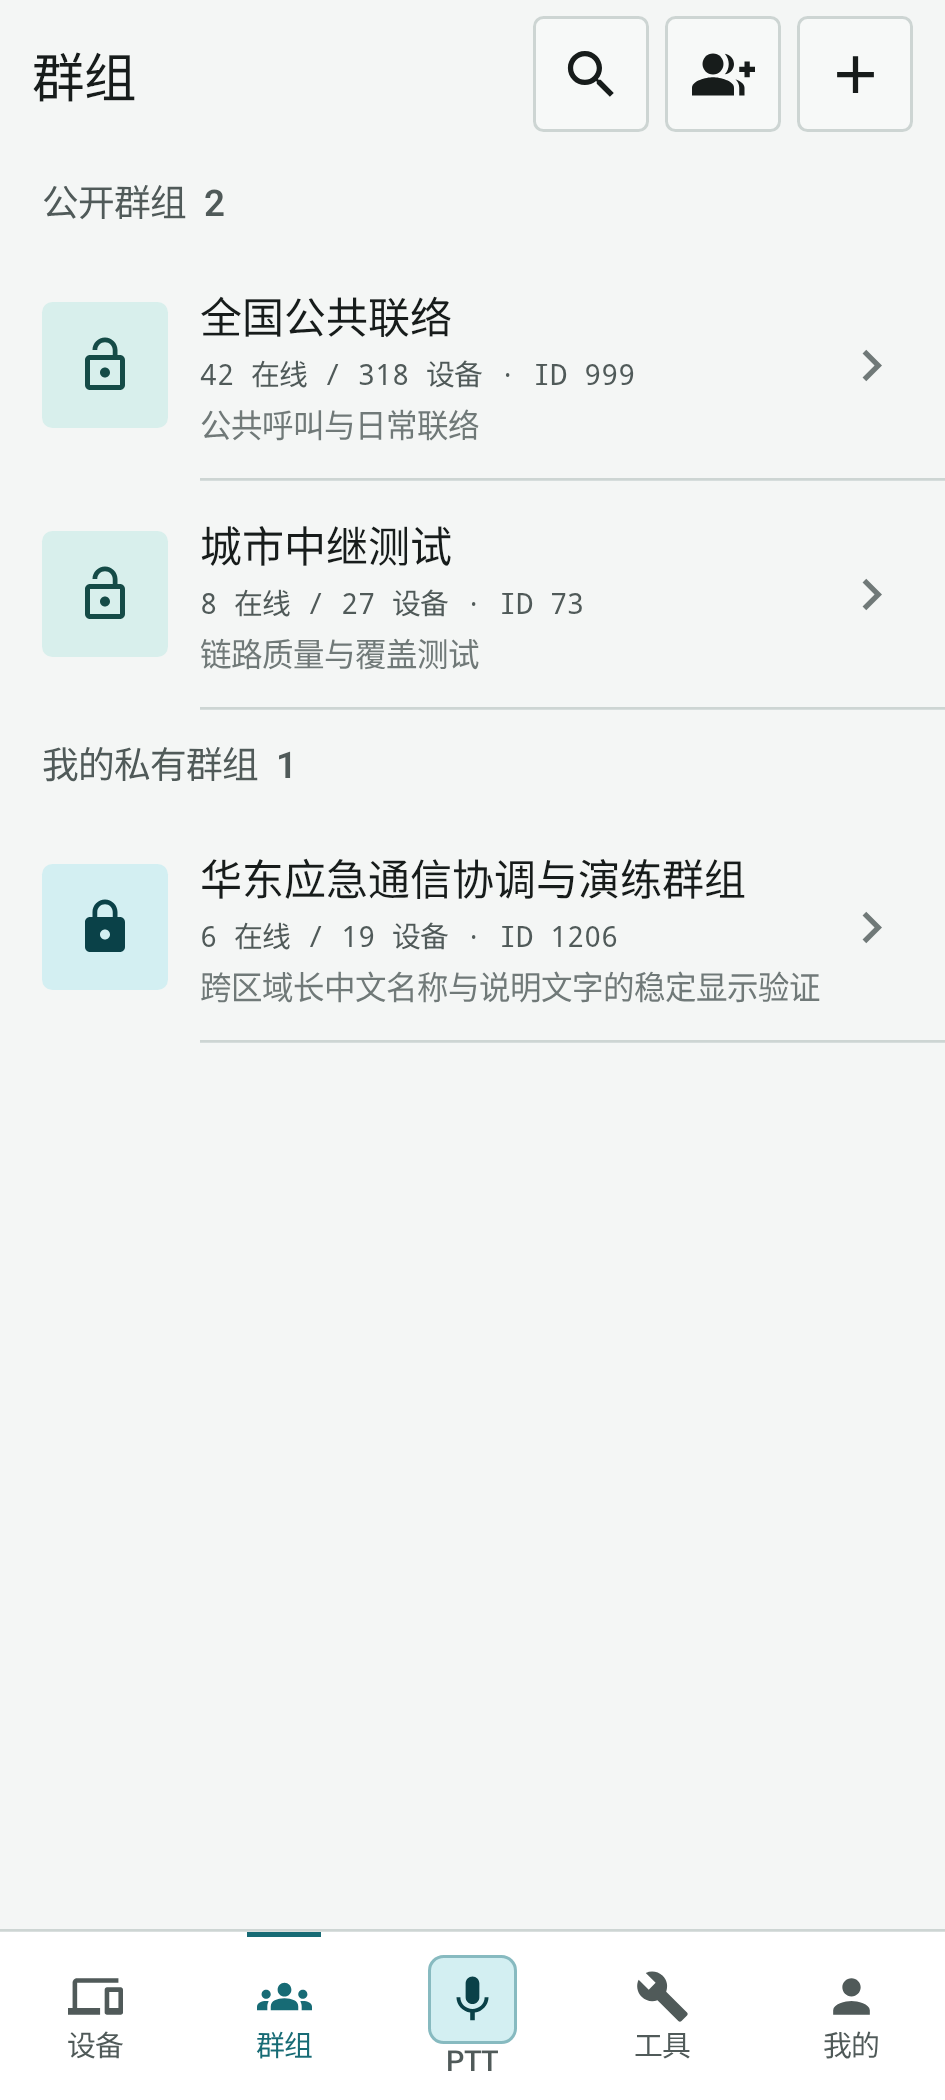 群组
公开群组 2
全国公共联络
42 在线 / 318 设备 · ID 999
公共呼叫与日常联络
城市中继测试
8 在线 / 27 设备 · ID 73
链路质量与覆盖测试
我的私有群组 1
华东应急通信协调与演练群组
6 在线 / 19 设备 · ID 1206
跨区域长中文名称与说明文字的稳定显示验证
设备
群组
PTT
工具
我的